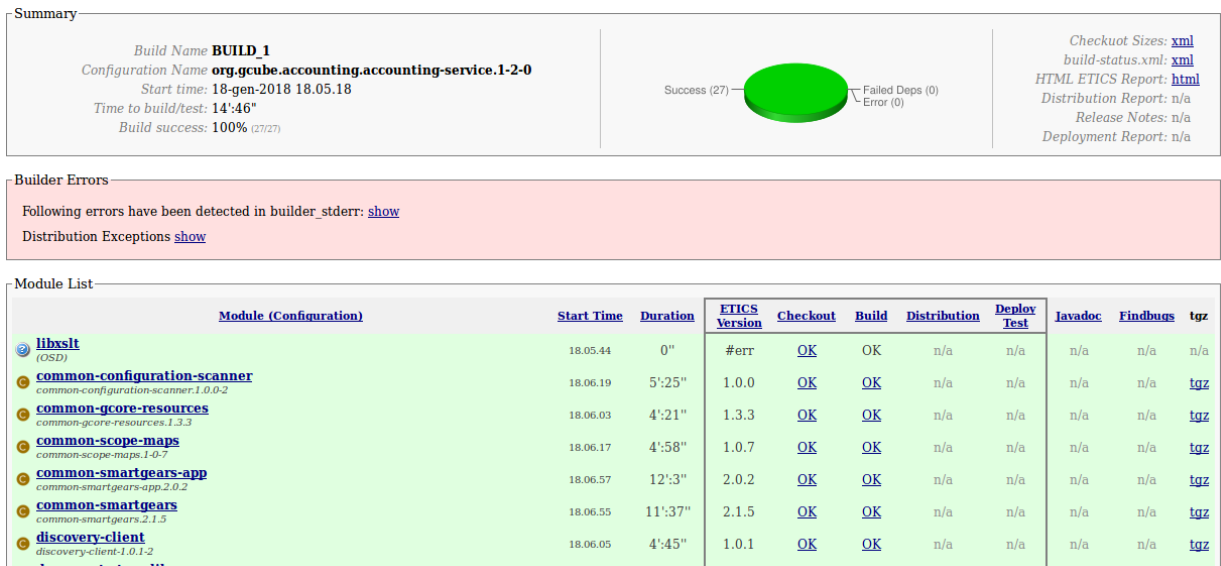 Summary
Build Name BUILD_1
Configuration Name org.gcube.accounting.accounting-service.1-2-0
Start time: 18-gen-2018 18.05.18
Time to build/test: 14':46"
Build success: 100% (27/27)
Success (27)
Failed Deps (0)
Error (0)
Checkuot Sizes: xml
build-status.xml: xml
HTML ETICS Report: html
Distribution Report: n/a
Release Notes: n/a
Deployment Report: n/a
Builder Errors
Following errors have been detected in builder_stderr: show
Distribution Exceptions show
Module List
Module (Configuration) Start Time Duration ETICS Version Checkout Build Distribution Deploy Test Javadoc Findbugs tgz
libxslt 18.05.44 0" #err OK OK n/a n/a n/a n/a n/a
(OSD)
common-configuration-scanner 18.06.19 5':25" 1.0.0 OK OK n/a n/a n/a n/a tgz
common-configuration-scanner.1.0.0-2
common-gcore-resources 18.06.03 4':21" 1.3.3 OK OK n/a n/a n/a n/a tgz
common-gcore-resources.1.3.3
common-scope-maps 18.06.17 4':58" 1.0.7 OK OK n/a n/a n/a n/a tgz
common-scope-maps.1-0-7
common-smartgears-app 18.06.57 12':3" 2.0.2 OK OK n/a n/a n/a n/a tgz
common-smartgears-app.2.0.2
common-smartgears 18.06.55 11':37" 2.1.5 OK OK n/a n/a n/a n/a tgz
common-smartgears.2.1.5
discovery-client 18.06.05 4':45" 1.0.1 OK OK n/a n/a n/a n/a tgz
discovery-client-1.0.1-2